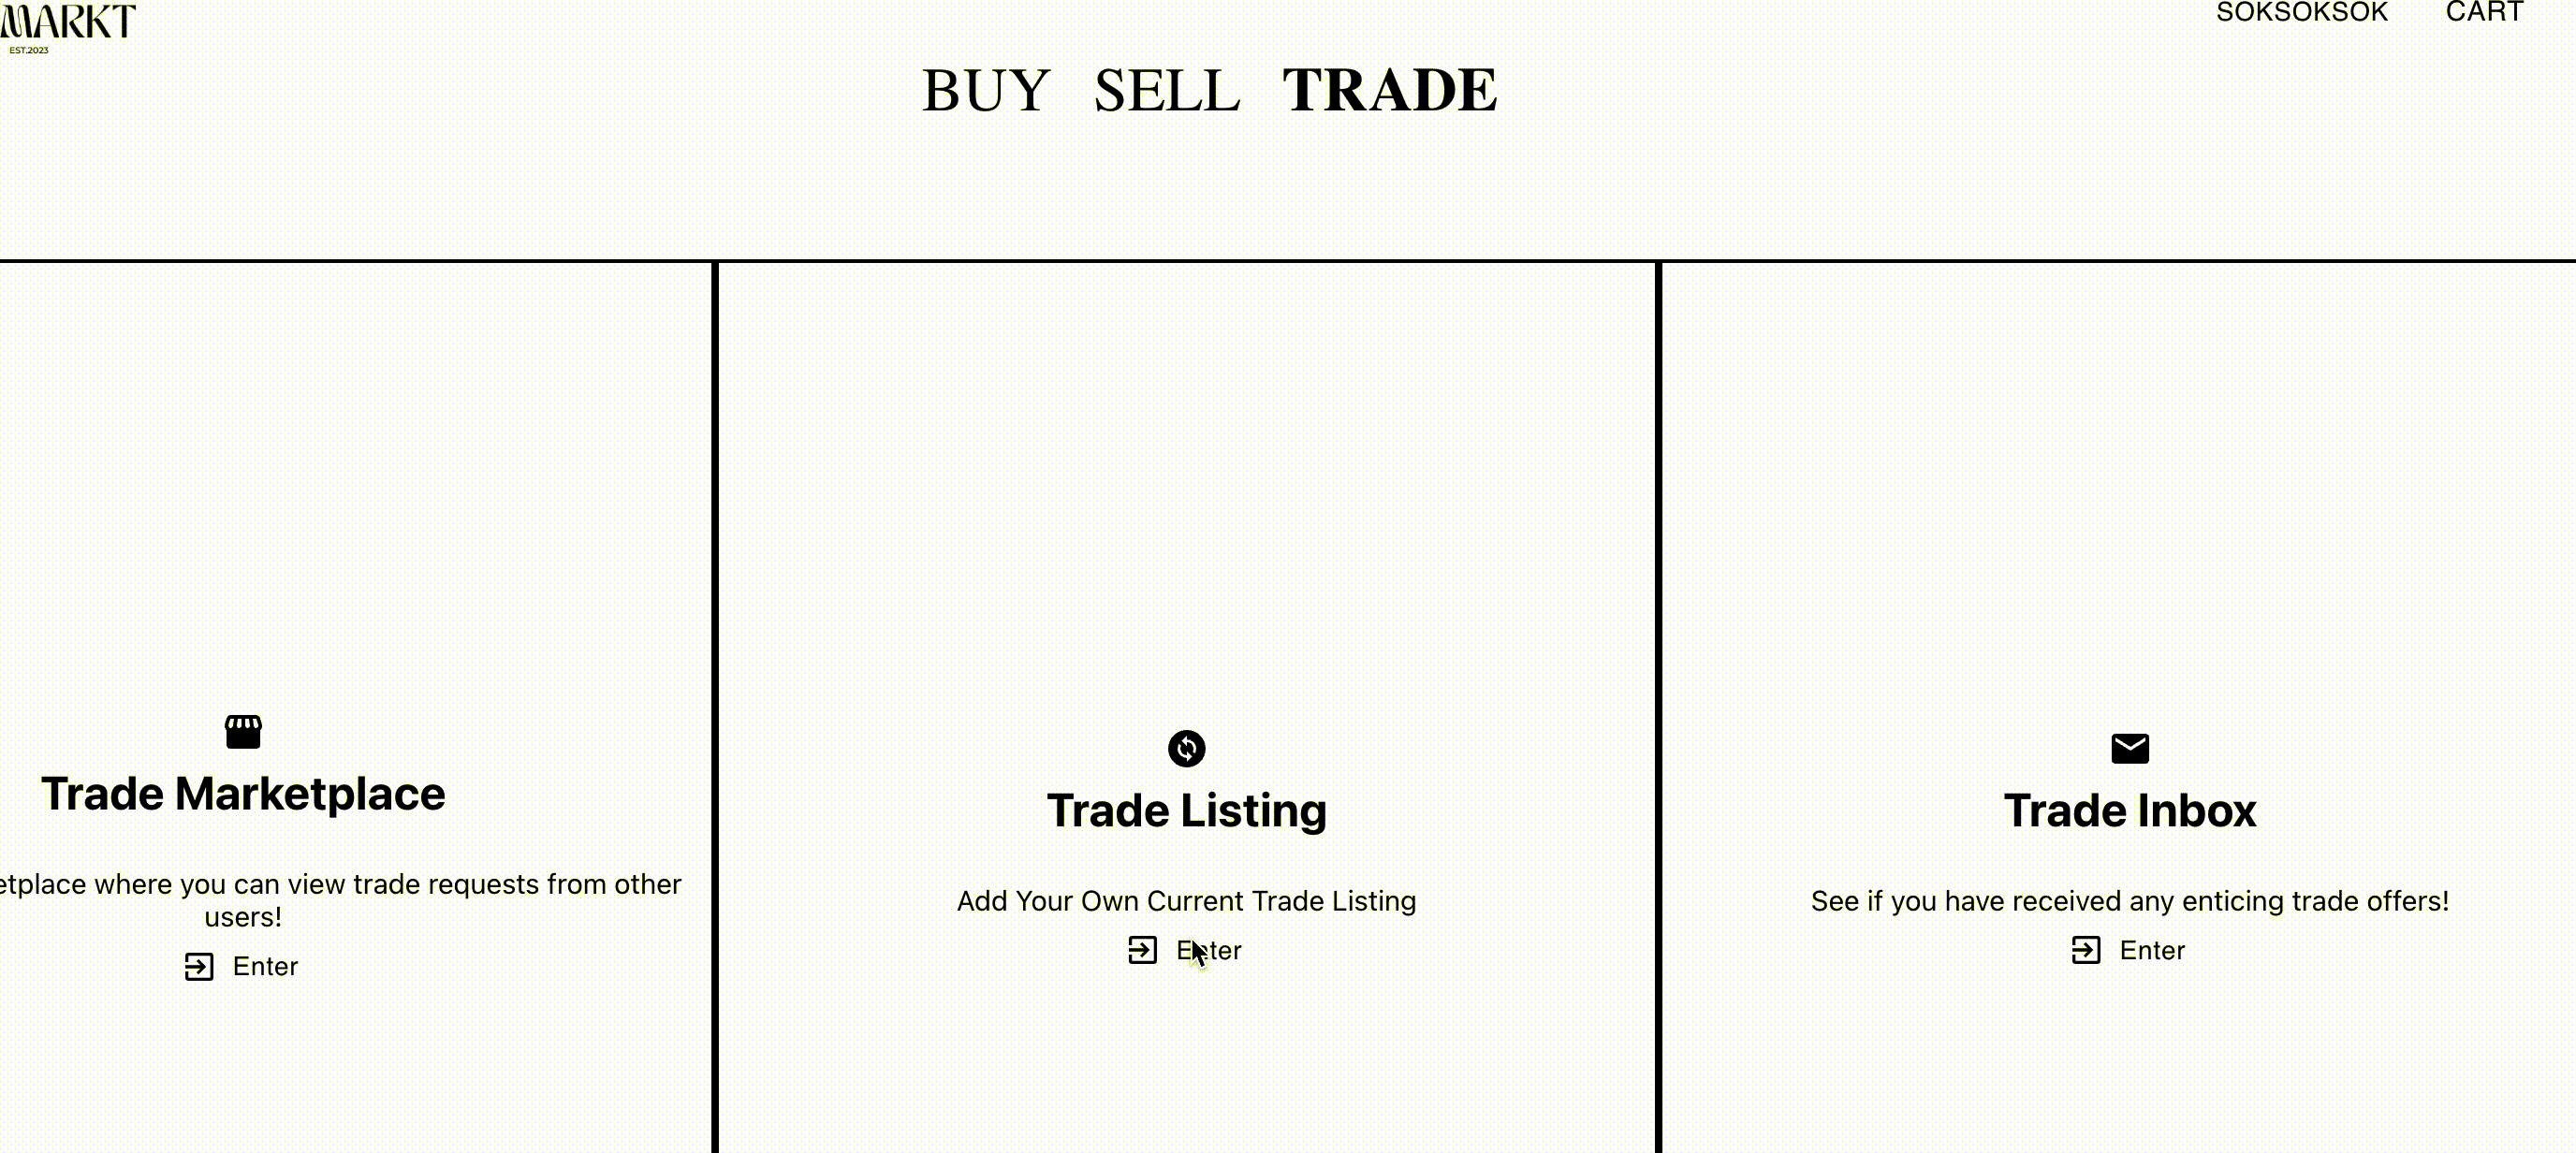 MARKT
EST.2023
SOKSOKSOK CART
BUY SELL TRADE
Trade Marketplace
where you can view trade requests from other
users!
Enter
Trade Listing
Add Your Own Current Trade Listing
Enter
Trade Inbox
See if you have received any enticing trade offers!
Enter